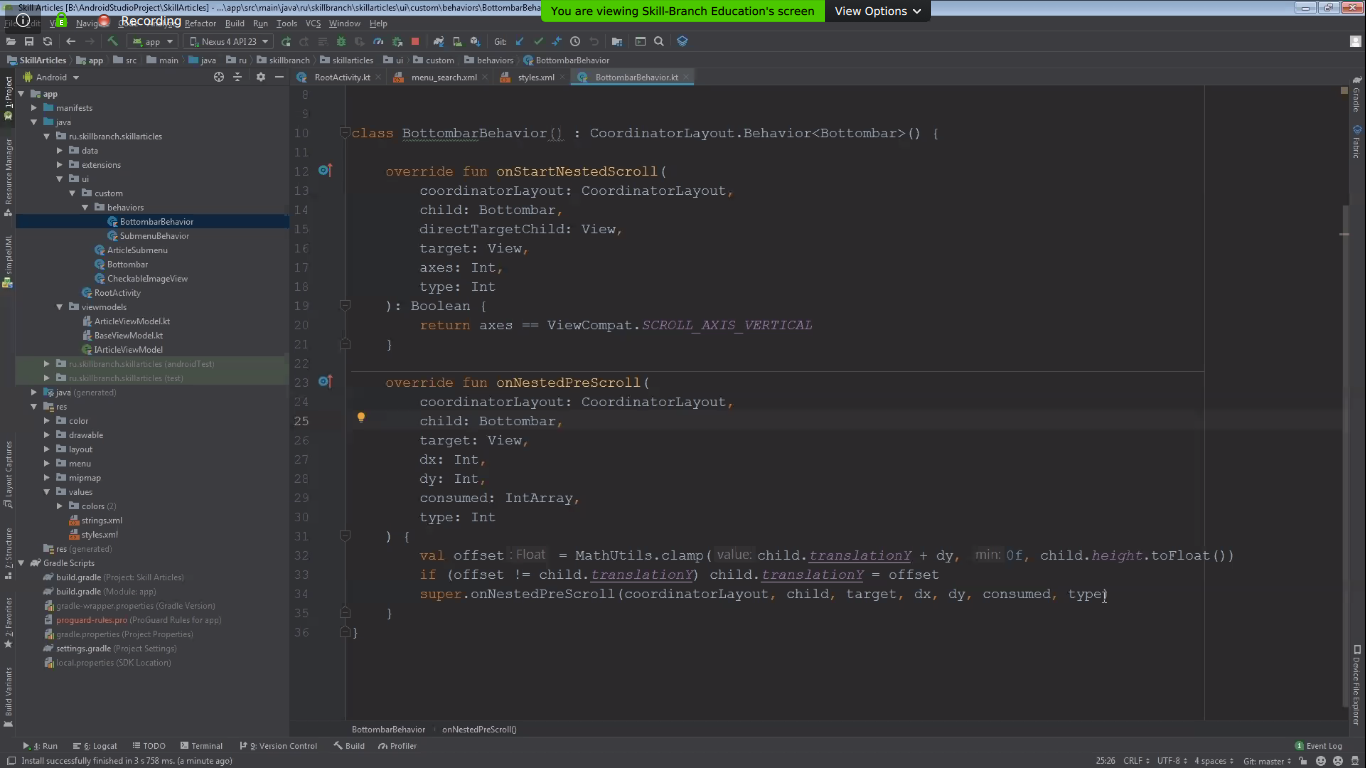 Skill Articles [B:\AndroidStudioProject\SkillArticles] - ...\app\src\main\java\ru\skillbranch\skillarticles\ui\custom\behaviors\BottombarBehavior
You are viewing Skill-Branch Education's screen
View Options
Recording
Refactor Build Run Tools VCS Window Help
app
Nexus 4 API 23
Git:
SkillArticles
app
src
main
java
ru
skillbranch
skillarticles
ui
custom
behaviors
BottombarBehavior
Android
RootActivity.kt
menu_search.xml
styles.xml
BottombarBehavior.kt
1: Project
Resource Manager
simpleUML
Layout Captures
7: Structure
2: Favorites
Build Variants
Gradle
Fabric
Device File Explorer
app
manifests
java
ru.skillbranch.skillarticles
data
extensions
ui
custom
behaviors
BottombarBehavior
SubmenuBehavior
ArticleSubmenu
Bottombar
CheckableImageView
RootActivity
viewmodels
ArticleViewModel.kt
BaseViewModel.kt
IArticleViewModel
ru.skillbranch.skillarticles (androidTest)
ru.skillbranch.skillarticles (test)
java (generated)
res
color
drawable
layout
menu
mipmap
values
colors (2)
strings.xml
styles.xml
res (generated)
Gradle Scripts
build.gradle (Project: Skill Articles)
build.gradle (Module: app)
gradle-wrapper.properties (Gradle Version)
proguard-rules.pro (ProGuard Rules for app)
gradle.properties (Project Properties)
settings.gradle (Project Settings)
local.properties (SDK Location)
8
9
10 class BottombarBehavior() : CoordinatorLayout.Behavior<Bottombar>() {
11
12 override fun onStartNestedScroll(
13 coordinatorLayout: CoordinatorLayout,
14 child: Bottombar,
15 directTargetChild: View,
16 target: View,
17 axes: Int,
18 type: Int
19 ): Boolean {
20 return axes == ViewCompat.SCROLL_AXIS_VERTICAL
21 }
22
23 override fun onNestedPreScroll(
24 coordinatorLayout: CoordinatorLayout,
25 child: Bottombar,
26 target: View,
27 dx: Int,
28 dy: Int,
29 consumed: IntArray,
30 type: Int
31 ) {
32 val offset : Float = MathUtils.clamp( value: child.translationY + dy, min: 0f, child.height.toFloat())
33 if (offset != child.translationY) child.translationY = offset
34 super.onNestedPreScroll(coordinatorLayout, child, target, dx, dy, consumed, type)
35 }
36 }
BottombarBehavior › onNestedPreScroll()
4: Run
6: Logcat
TODO
Terminal
9: Version Control
Build
Profiler
1 Event Log
Install successfully finished in 3 s 758 ms. (a minute ago)
25:26 CRLF UTF-8 4 spaces Git: master